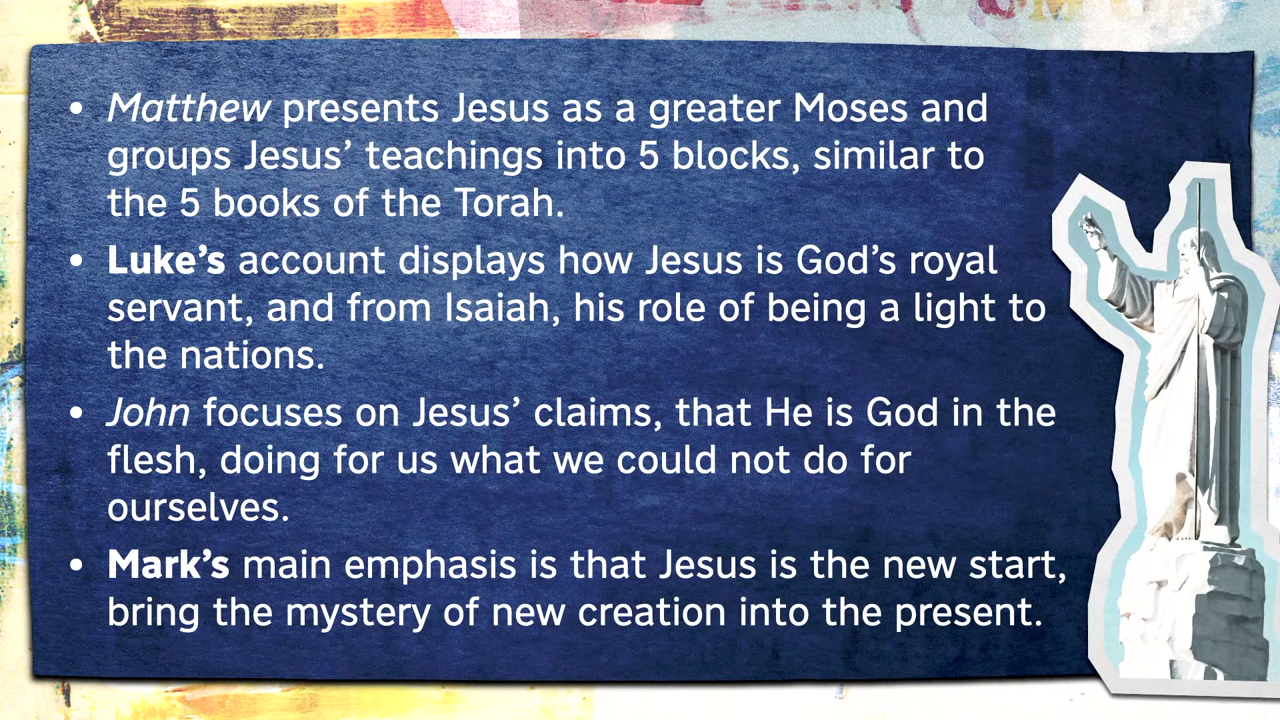 • Matthew presents Jesus as a greater Moses and
groups Jesus’ teachings into 5 blocks, similar to
the 5 books of the Torah.
• Luke’s account displays how Jesus is God’s royal
servant, and from Isaiah, his role of being a light to
the nations.
• John focuses on Jesus’ claims, that He is God in the
flesh, doing for us what we could not do for
ourselves.
• Mark’s main emphasis is that Jesus is the new start,
bring the mystery of new creation into the present.